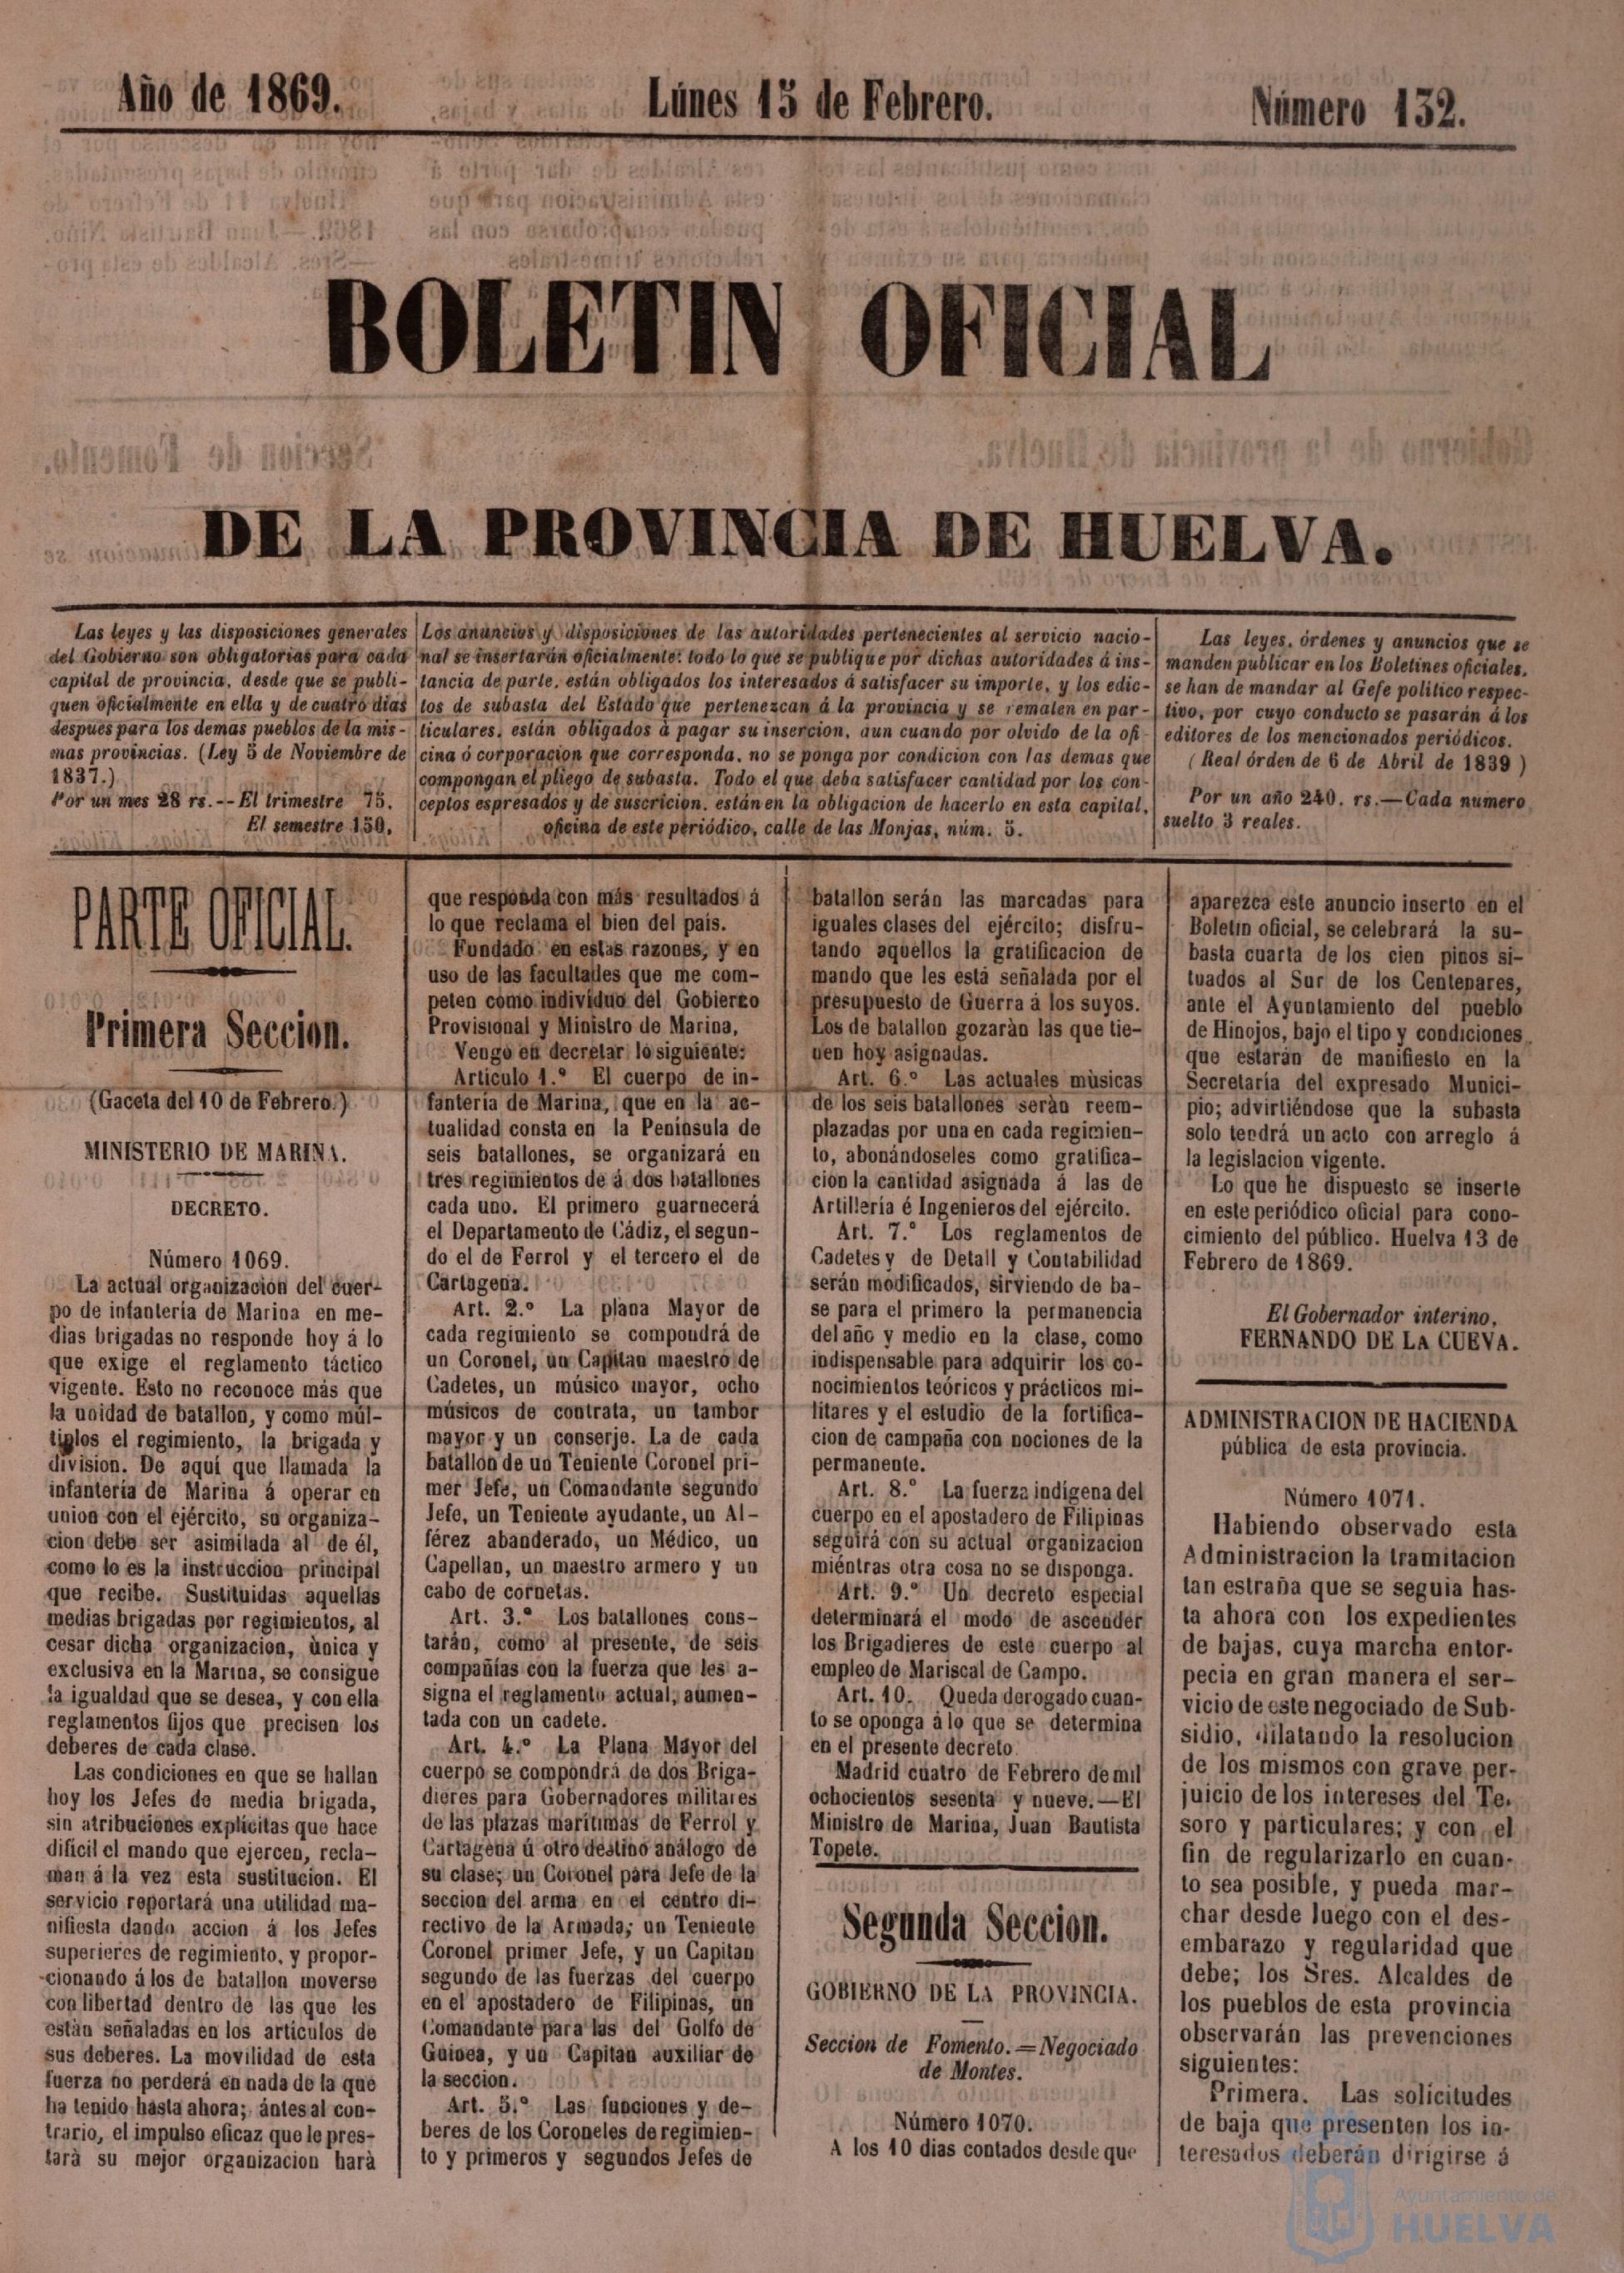 Año de 1869.
Lúnes 15 de Febrero.
Número 132.
BOLETIN OFICIAL
DE LA PROVINCIA DE HUELVA.
Las leyes y las disposiciones generales
del Gobierno son obligatorias para cada
capital de provincia, desde que se publi-
quen oficialmente en ella y de cuatro dias
despues para los demas pueblos de la mis-
mas provincias. (Ley 3 de Noviembre de
1837.)
Por un mes 28 rs.--El trimestre 75.
El semestre 150,
Los anuncios y disposiciones de las autoridades pertenecientes al servicio nacio-
nal se insertarán oficialmente: todo lo que se publique por dichas autoridades á ins-
tancia de parte, están obligados los interesados á satisfacer su importe, y los edic-
tos de subasta del Estado que pertenezcan á la provincia y se rematen en par-
ticulares, están obligados á pagar su insercion, aun cuando por olvido de la ofi-
cina ó corporacion que corresponda, no se ponga por condicion con las demas que
compongan el pliego de subasta. Todo el que deba satisfacer cantidad por los con-
ceptos espresados y de suscricion, están en la obligacion de hacerlo en esta capital,
oficina de este periódico, calle de las Monjas, núm. 5.
Las leyes, órdenes y anuncios que se
manden publicar en los Boletines oficiales,
se han de mandar al Gefe politico respec-
tivo, por cuyo conducto se pasarán á los
editores de los mencionados periódicos.
(Real órden de 6 de Abril de 1839)
Por un año 240. rs.—Cada numero
suelto 3 reales.
PARTE OFICIAL.
Primera Seccion.
(Gaceta del 10 de Febrero.)
MINISTERIO DE MARINA.
DECRETO.
Número 1069.
La actual organizacion del cuer-
po de infantería de Marina en me-
dias brigadas no responde hoy á lo
que exige el reglamento táctico
vigente. Esto no reconoce más que
la unidad de batallon, y como múl-
tiplos el regimiento, la brigada y
division. De aquí que llamada la
infantería de Marina á operar en
union con el ejército, su organiza-
cion debe ser asimilada al de él,
como lo es la instruccion principal
que recibe. Sustituidas aquellas
medias brigadas por regimientos, al
cesar dicha organizacion, única y
exclusiva en la Marina, se consigue
la igualdad que se desea, y con ella
reglamentos fijos que precisen los
deberes de cada clase.
Las condiciones en que se hallan
hoy los Jefes de media brigada,
sin atribuciones explícitas que hace
difícil el mando que ejercen, recla-
man á la vez esta sustitucion. El
servicio reportará una utilidad ma-
nifiesta dando accion á los Jefes
superiores de regimiento, y propor-
cionando á los de batallon moverse
con libertad dentro de las que les
están señaladas en los artículos de
sus deberes. La movilidad de esta
fuerza no perderá en nada de la que
ha tenido hasta ahora; ántes al con-
trario, el impulso eficaz que le pres-
tarà su mejor organizacion harà
que responda con más resultados á
lo que reclama el bien del país.
Fundado en estas razones, y en
uso de las facultades que me com-
peten como individuo del Gobierno
Provisional y Ministro de Marina,
Vengo en decretar lo siguiente:
Artículo 1.º El cuerpo de in-
fantería de Marina, que en la ac-
tualidad consta en la Península de
seis batallones, se organizará en
tres regimientos de á dos batallones
cada uno. El primero guarnecerá
el Departamento de Cádiz, el segun-
do el de Ferrol y el tercero el de
Cartagena.
Art. 2.º La plana Mayor de
cada regimiento se compondrá de
un Coronel, un Capitan maestro de
Cadetes, un músico mayor, ocho
músicos de contrata, un tambor
mayor y un conserje. La de cada
batallon de un Teniente Coronel pri-
mer Jefe, un Comandante segundo
Jefe, un Teniente ayudante, un Al-
férez abanderado, un Médico, un
Capellan, un maestro armero y un
cabo de cornetas.
Art. 3.º Los batallones cons-
tarán, como al presente, de seis
compañías con la fuerza que les a-
signa el reglamento actual, aumen-
tada con un cadete.
Art. 4.º La Plana Mayor del
cuerpo se compondrá de dos Briga-
dieres para Gobernadores militares
de las plazas marítimas de Ferrol y
Cartagena ú otro destino análogo de
su clase; un Coronel para Jefe de la
seccion del arma en el centro di-
rectivo de la Armada; un Teniente
Coronel primer Jefe, y un Capitan
segundo de las fuerzas del cuerpo
en el apostadero de Filipinas, un
Comandante para las del Golfo de
Guinea, y un Capitan auxiliar de
la seccion.
Art. 5.º Las funciones y de-
beres de los Coroneles de regimien-
to y primeros y segundos Jefes de
batallon serán las marcadas para
iguales clases del ejército; disfru-
tando aquellos la gratificacion de
mando que les está señalada por el
presupuesto de Guerra á los suyos.
Los de batallon gozaràn las que tie-
nen hoy asignadas.
Art. 6.º Las actuales mùsicas
de los seis batallones seràn reem-
plazadas por una en cada regimien-
to, abonándoseles como gratifica-
cion la cantidad asignada á las de
Artillería é Ingenieros del ejército.
Art. 7.º Los reglamentos de
Cadetes y de Detall y Contabilidad
serán modificados, sirviendo de ba-
se para el primero la permanencia
del año y medio en la clase, como
indispensable para adquirir los co-
nocimientos teóricos y prácticos mi-
litares y el estudio de la fortifica-
cion de campaña con nociones de la
permanente.
Art. 8.º La fuerza indígena del
cuerpo en el apostadero de Filipinas
seguirá con su actual organizacion
miéntras otra cosa no se disponga.
Art. 9.º Un decreto especial
determinará el modo de ascender
los Brigadieres de este cuerpo al
empleo de Mariscal de Campo.
Art. 10. Queda derogado cuan-
to se oponga á lo que se determina
en el presente decreto.
Madrid cuatro de Febrero de mil
ochocientos sesenta y nueve.—El
Ministro de Marina, Juan Bautista
Topete.
Segunda Seccion.
GOBIERNO DE LA PROVINCIA.
Seccion de Fomento.=Negociado
de Montes.
Número 1070.
A los 10 dias contados desde que
aparezca este anuncio inserto en el
Boletin oficial, se celebrará la su-
basta cuarta de los cien pinos si-
tuados al Sur de los Centenares,
ante el Ayuntamiento del pueblo
de Hinojos, bajo el tipo y condiciones
que estarán de manifiesto en la
Secretaría del expresado Munici-
pio; advirtiéndose que la subasta
solo tendrá un acto con arreglo á
la legislacion vigente.
Lo que he dispuesto se inserte
en este periódico oficial para cono-
cimiento del público. Huelva 13 de
Febrero de 1869.
El Gobernador interino,
FERNANDO DE LA CUEVA.
ADMINISTRACION DE HACIENDA
pública de esta provincia.
Número 1071.
Habiendo observado esta
Administracion la tramitacion
tan estraña que se seguia has-
ta ahora con los expedientes
de bajas, cuya marcha entor-
pecia en gran manera el ser-
vicio de este negociado de Sub-
sidio, dilatando la resolucion
de los mismos con grave per-
juicio de los intereses del Te.
soro y particulares; y con el
fin de regularizarlo en cuan-
to sea posible, y pueda mar-
char desde luego con el des-
embarazo y regularidad que
debe; los Sres. Alcaldes de
los pueblos de esta provincia
observarán las prevenciones
siguientes:
Primera. Las solicitudes
de baja que presenten los in-
teresados deberán dirigirse á
Ayuntamiento de
HUELVA